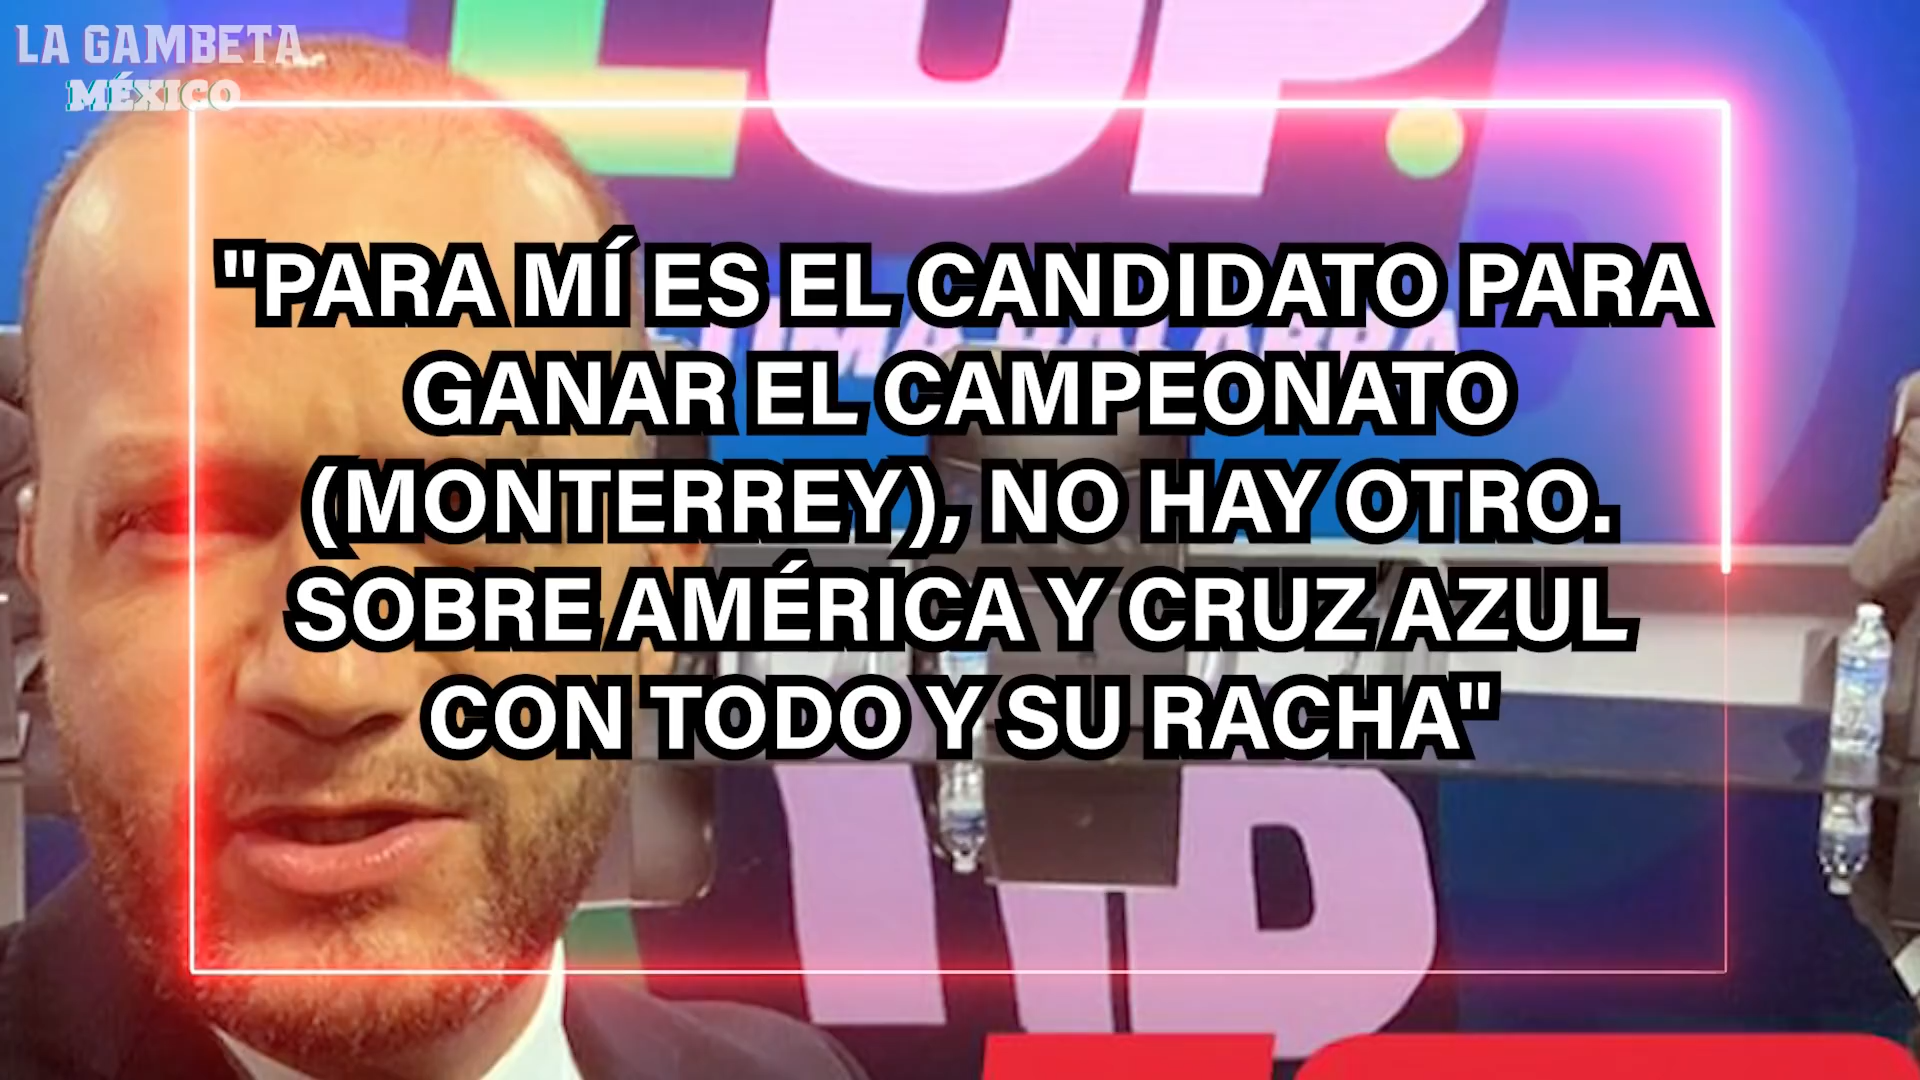 LA GAMBETA
MÉXICO
UP.
"PARA MÍ ES EL CANDIDATO PARA
GANAR EL CAMPEONATO
(MONTERREY), NO HAY OTRO.
SOBRE AMÉRICA Y CRUZ AZUL
CON TODO Y SU RACHA"